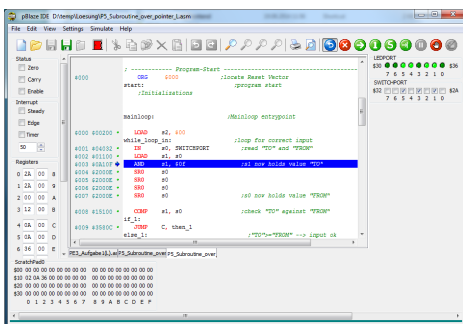 pBlaze IDE D:\temp\Loesung\P5_Subroutine_over_pointer_L.asm
File Edit View Settings Simulate Help
Status
Zero
Carry
Enable
Interrupt
Steady
Edge
Timer
50
Registers
0 2A 00 8
1 2A 00 9
2 00 00 A
3 12 00 B
4 0A 00 C
5 0A 00 D
6 36 00 E
; ----------- Program-Start -----------
#000 ORG #000 ;locate Reset Vector
start: ;program start
;Initialisations
mainloop: ;Mainloop entrypoint
#000 #00200 LOAD s2, #00
while_loop_in: ;loop for correct input
#001 #04032 IN s0, SWITCHPORT ;read "TO" and "FROM"
#002 #01100 LOAD s1, s0
#003 #0A10F AND s1, $0f ;s1 now holds value "TO"
#004 #2000E SR0 s0
#005 #2000E SR0 s0
#006 #2000E SR0 s0
#007 #2000E SR0 s0 ;s0 now holds value "FROM"
#008 #15100 COMP s1, s0 ;check "TO" against "FROM"
if_1:
#009 #3580C JUMP C, then_1
else_1: ;"TO">="FROM" --> input ok
P5_Subroutine_over P5_Subroutine_over
LEDPORT
$30 $36
7 6 5 4 3 2 1 0
SWITCHPORT
$32 $2A
7 6 5 4 3 2 1 0
ScratchPad0
$00 00 00 00 00 00 00 00 00 00 00 00 00 00 00 00 00
$10 02 0A 36 00 00 00 00 00 00 00 00 00 00 00 00 00
$20 00 00 00 00 00 00 00 00 00 00 00 00 00 00 00 00
$30 00 00 00 00 00 00 00 00 00 00 00 00 00 00 00 00
0 1 2 3 4 5 6 7 8 9 A B C D E F